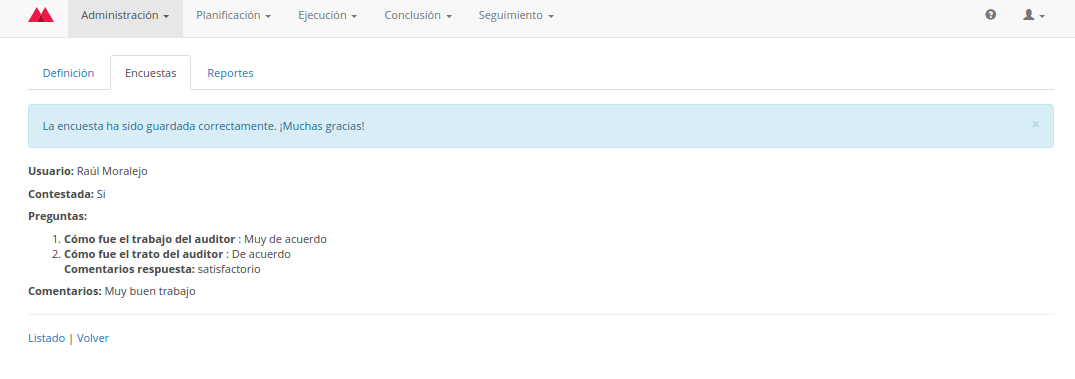 Administración Planificación Ejecución Conclusión Seguimiento
Definición Encuestas Reportes
La encuesta ha sido guardada correctamente. ¡Muchas gracias! ×
Usuario: Raúl Moralejo
Contestada: Si
Preguntas:
1. Cómo fue el trabajo del auditor : Muy de acuerdo
2. Cómo fue el trato del auditor : De acuerdo
Comentarios respuesta: satisfactorio
Comentarios: Muy buen trabajo
Listado | Volver